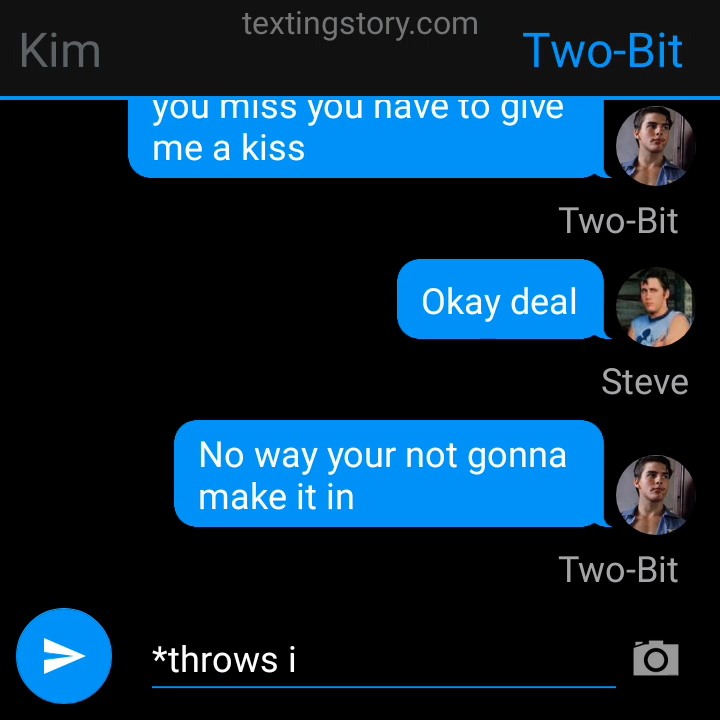 textingstory.com
Kim
Two-Bit
you miss you have to give
me a kiss
Two-Bit
Okay deal
Steve
No way your not gonna
make it in
Two-Bit
*throws i